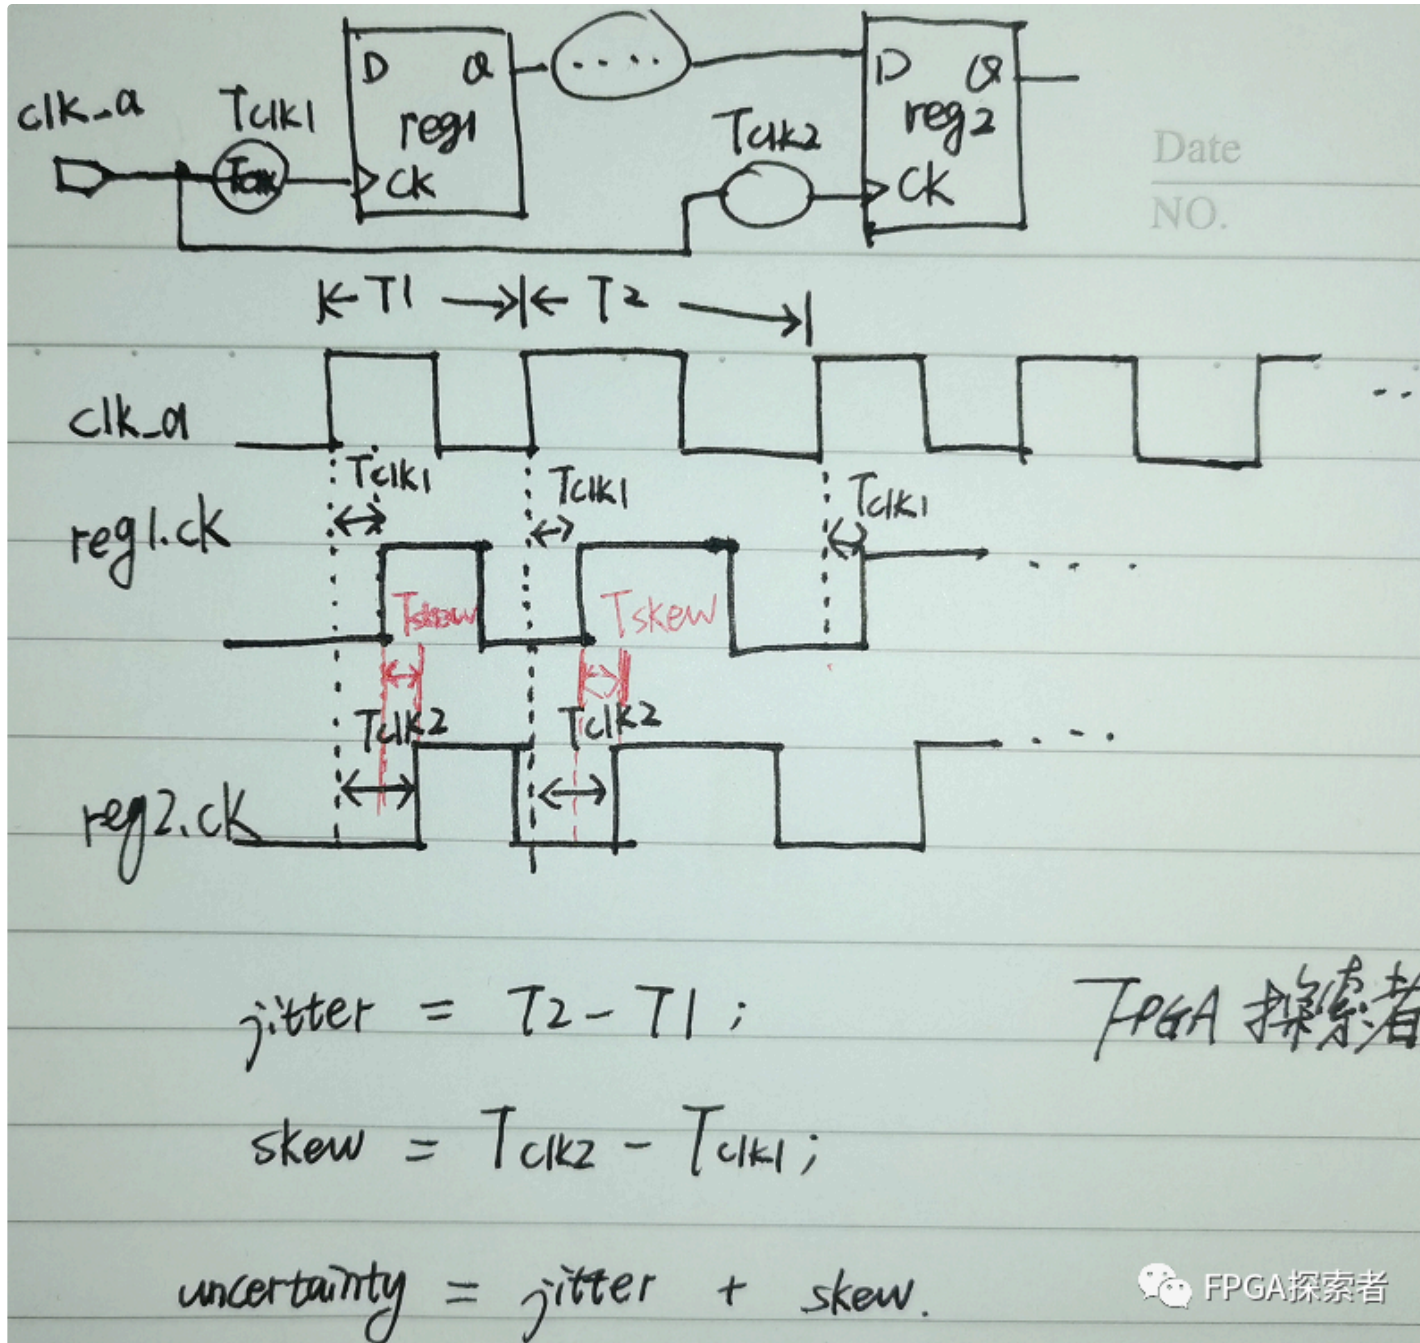 clk_a Tclk1 D Q reg1 CK .... Tclk2 D Q reg2 CK
Date
NO.
T1 T2
clk_a
Tclk1 Tclk1 Tclk1
reg1.ck
Tskew Tskew
Tclk2 Tclk2
reg2.ck
jitter = T2 - T1 ;
FPGA 探索者
skew = Tclk2 - Tclk1 ;
uncertainty = jitter + skew.
FPGA探索者